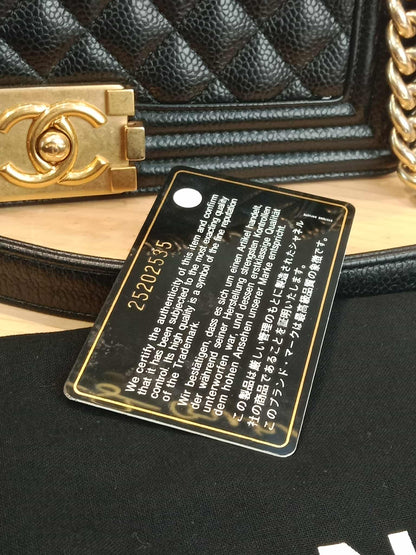 25202535
We certify the authenticity of this item and confirm
that it has been subjected to the most exacting quality
control. Its high quality is a symbol of the fine reputation
of the Trademark.
Wir bestätigen, dass es sich um einen Artikel handelt,
der während seiner Herstellung strengsten Kontrollen
unterworfen war, und dessen erstklassige Qualität
dem hohen Ansehen unserer Marke entspricht.
この製品は厳しい管理のもとに製造されたシャネル
社の商品であることを証明いたします。
このブランド・マークは最高級品質の象徴です。
N